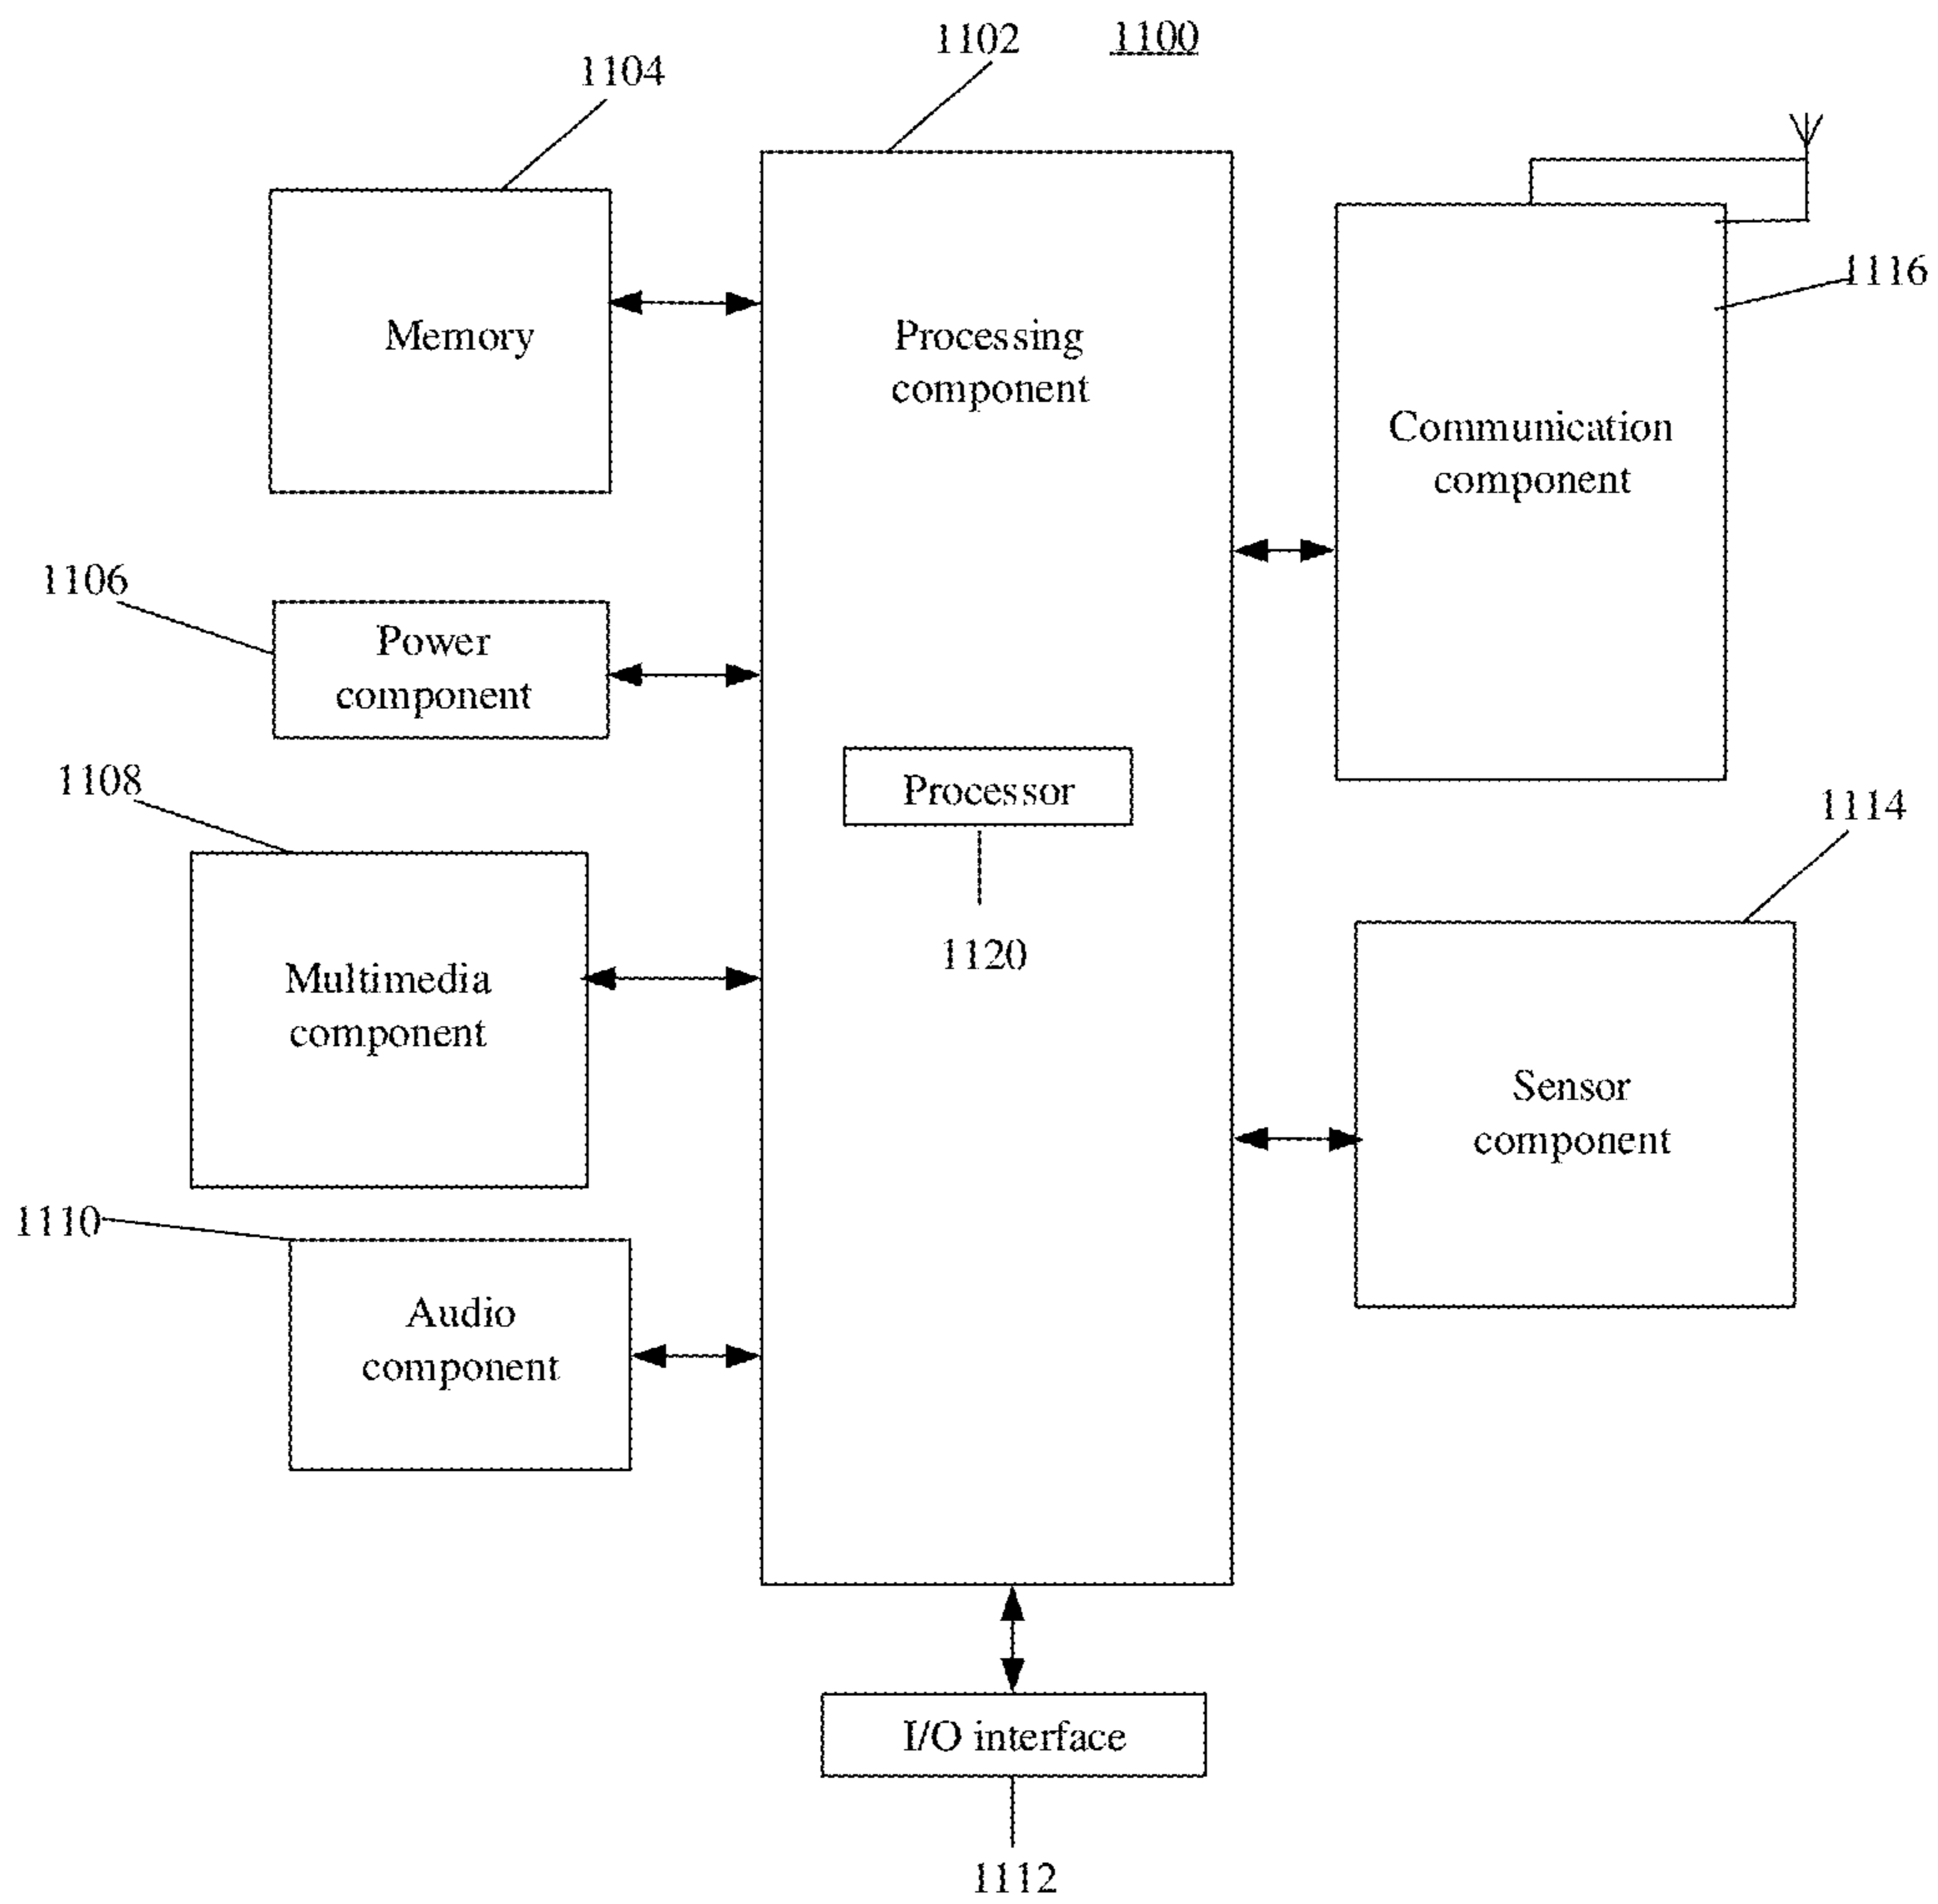 1102
1100
1104
Memory
Processing
component
1116
Communication
component
1106
Power
component
1108
Processor
1114
1120
Multimedia
component
Sensor
component
1110
Audio
component
I/O interface
1112